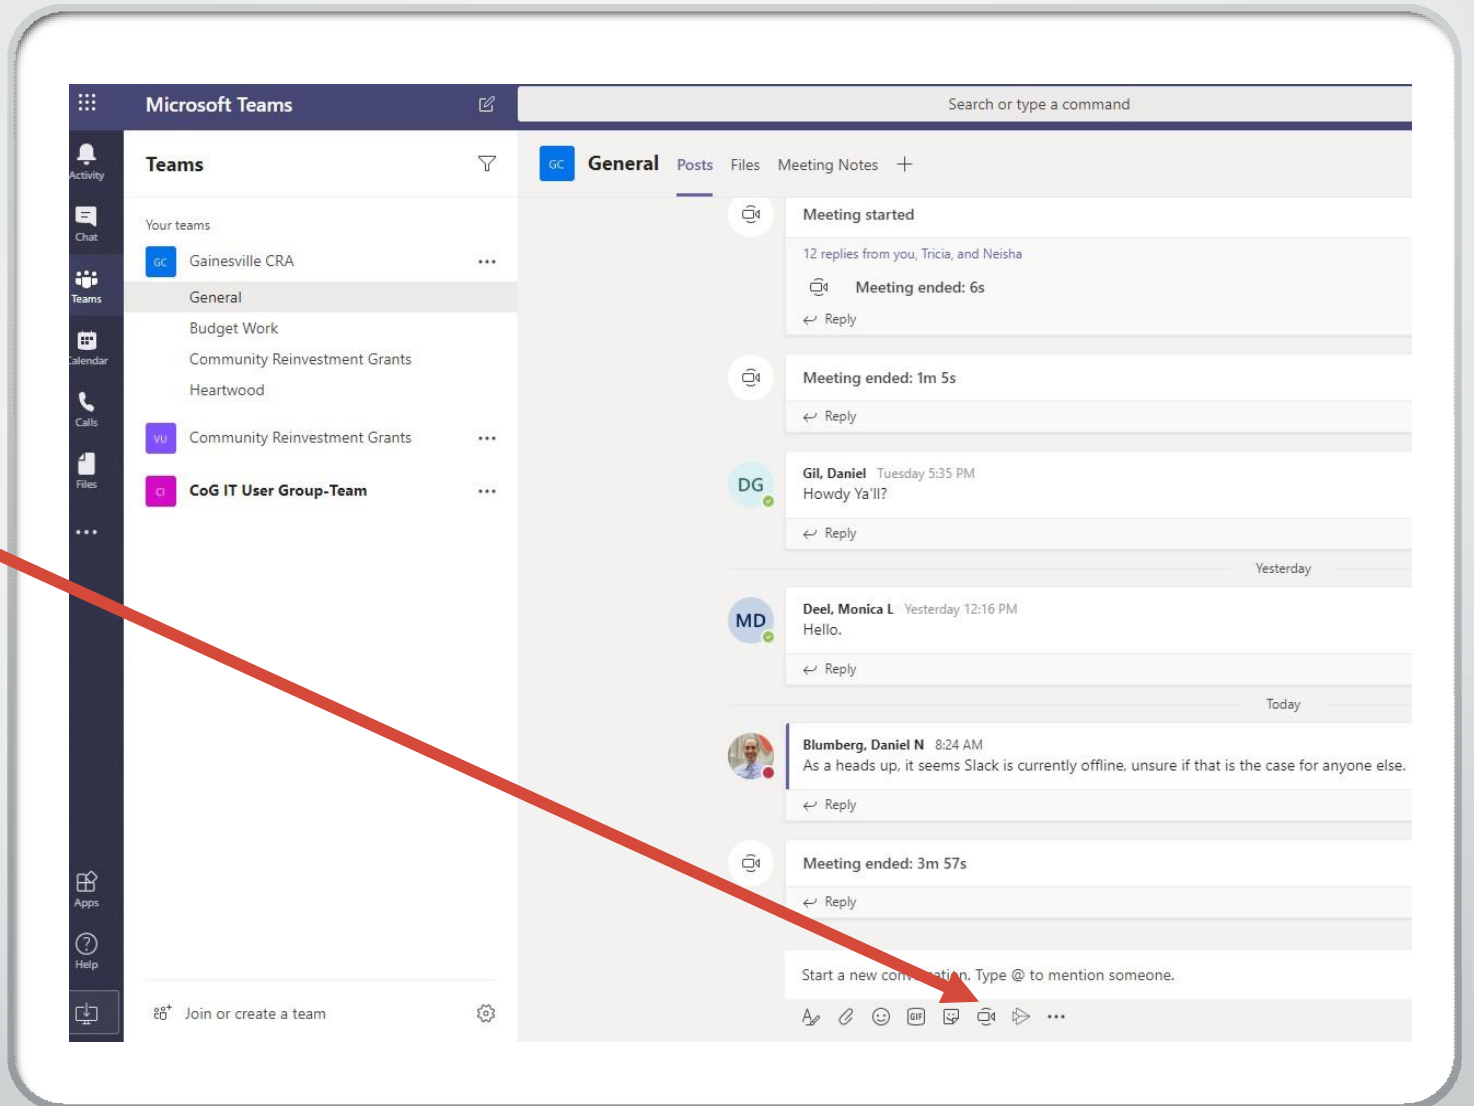 Microsoft Teams
Search or type a command
Activity
Chat
Teams
Calendar
Calls
Files
Apps
Help
Teams
Your teams
GC Gainesville CRA
General
Budget Work
Community Reinvestment Grants
Heartwood
VU Community Reinvestment Grants
CI CoG IT User Group-Team
Join or create a team
GC General Posts Files Meeting Notes
Meeting started
12 replies from you, Tricia, and Neisha
Meeting ended: 6s
Reply
Meeting ended: 1m 5s
Reply
DG
Gil, Daniel Tuesday 5:35 PM
Howdy Ya'll?
Reply
Yesterday
MD
Deel, Monica L Yesterday 12:16 PM
Hello.
Reply
Today
Blumberg, Daniel N 8:24 AM
As a heads up, it seems Slack is currently offline, unsure if that is the case for anyone else.
Reply
Meeting ended: 3m 57s
Reply
Start a new conversation. Type @ to mention someone.
GIF